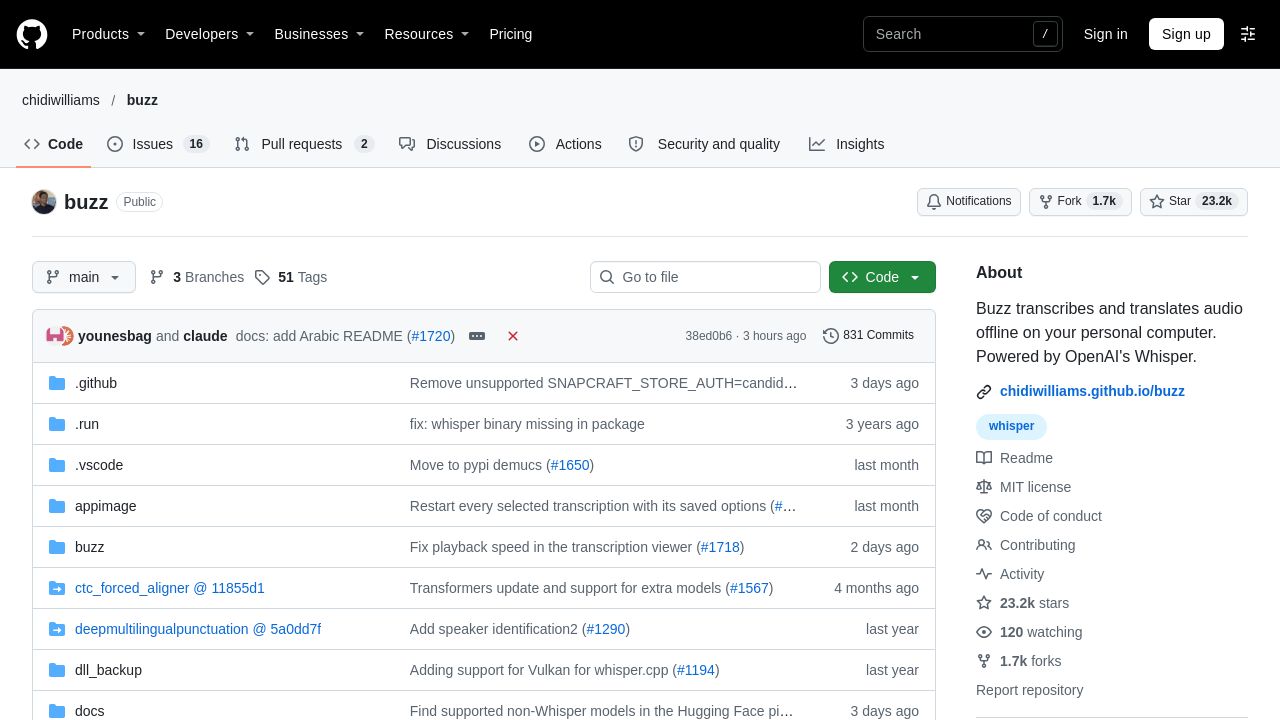 Products Developers Businesses Resources Pricing Search / Sign in Sign up
chidiwilliams / buzz
Code Issues 16 Pull requests 2 Discussions Actions Security and quality Insights
buzz Public Notifications Fork 1.7k Star 23.2k
main 3 Branches 51 Tags Go to file Code
younesbag and claude docs: add Arabic README (#1720) 38ed0b6 · 3 hours ago 831 Commits
.github Remove unsupported SNAPCRAFT_STORE_AUTH=candid… 3 days ago
.run fix: whisper binary missing in package 3 years ago
.vscode Move to pypi demucs (#1650) last month
appimage Restart every selected transcription with its saved options (#… last month
buzz Fix playback speed in the transcription viewer (#1718) 2 days ago
ctc_forced_aligner @ 11855d1 Transformers update and support for extra models (#1567) 4 months ago
deepmultilingualpunctuation @ 5a0dd7f Add speaker identification2 (#1290) last year
dll_backup Adding support for Vulkan for whisper.cpp (#1194) last year
docs Find supported non-Whisper models in the Hugging Face pi… 3 days ago
About
Buzz transcribes and translates audio
offline on your personal computer.
Powered by OpenAI's Whisper.
chidiwilliams.github.io/buzz
whisper
Readme
MIT license
Code of conduct
Contributing
Activity
23.2k stars
120 watching
1.7k forks
Report repository